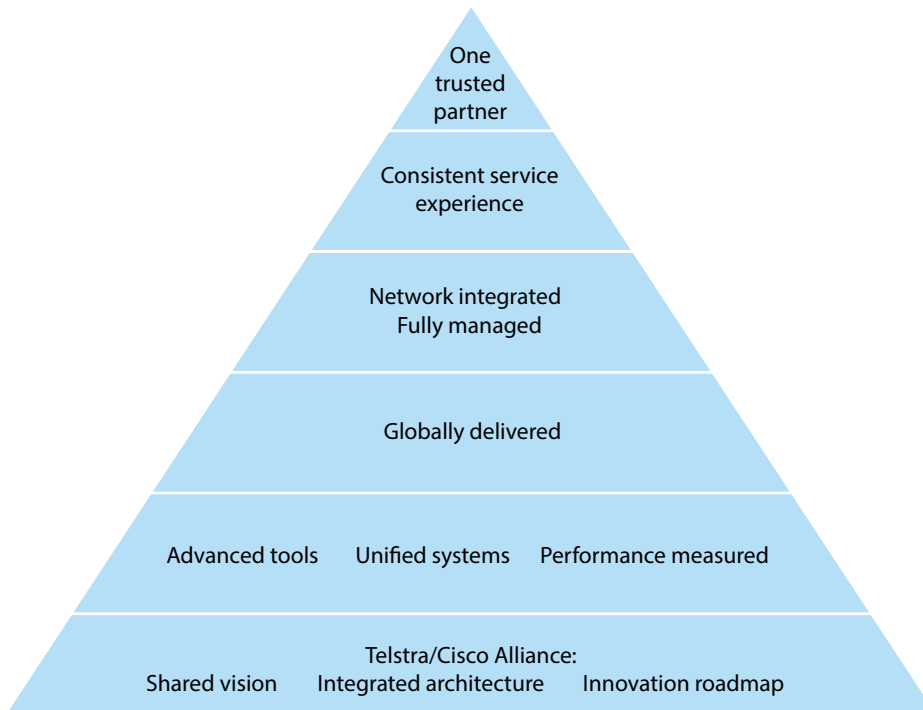 One
trusted
partner
Consistent service
experience
Network integrated
Fully managed
Globally delivered
Advanced tools Unified systems Performance measured
Telstra/Cisco Alliance:
Shared vision Integrated architecture Innovation roadmap